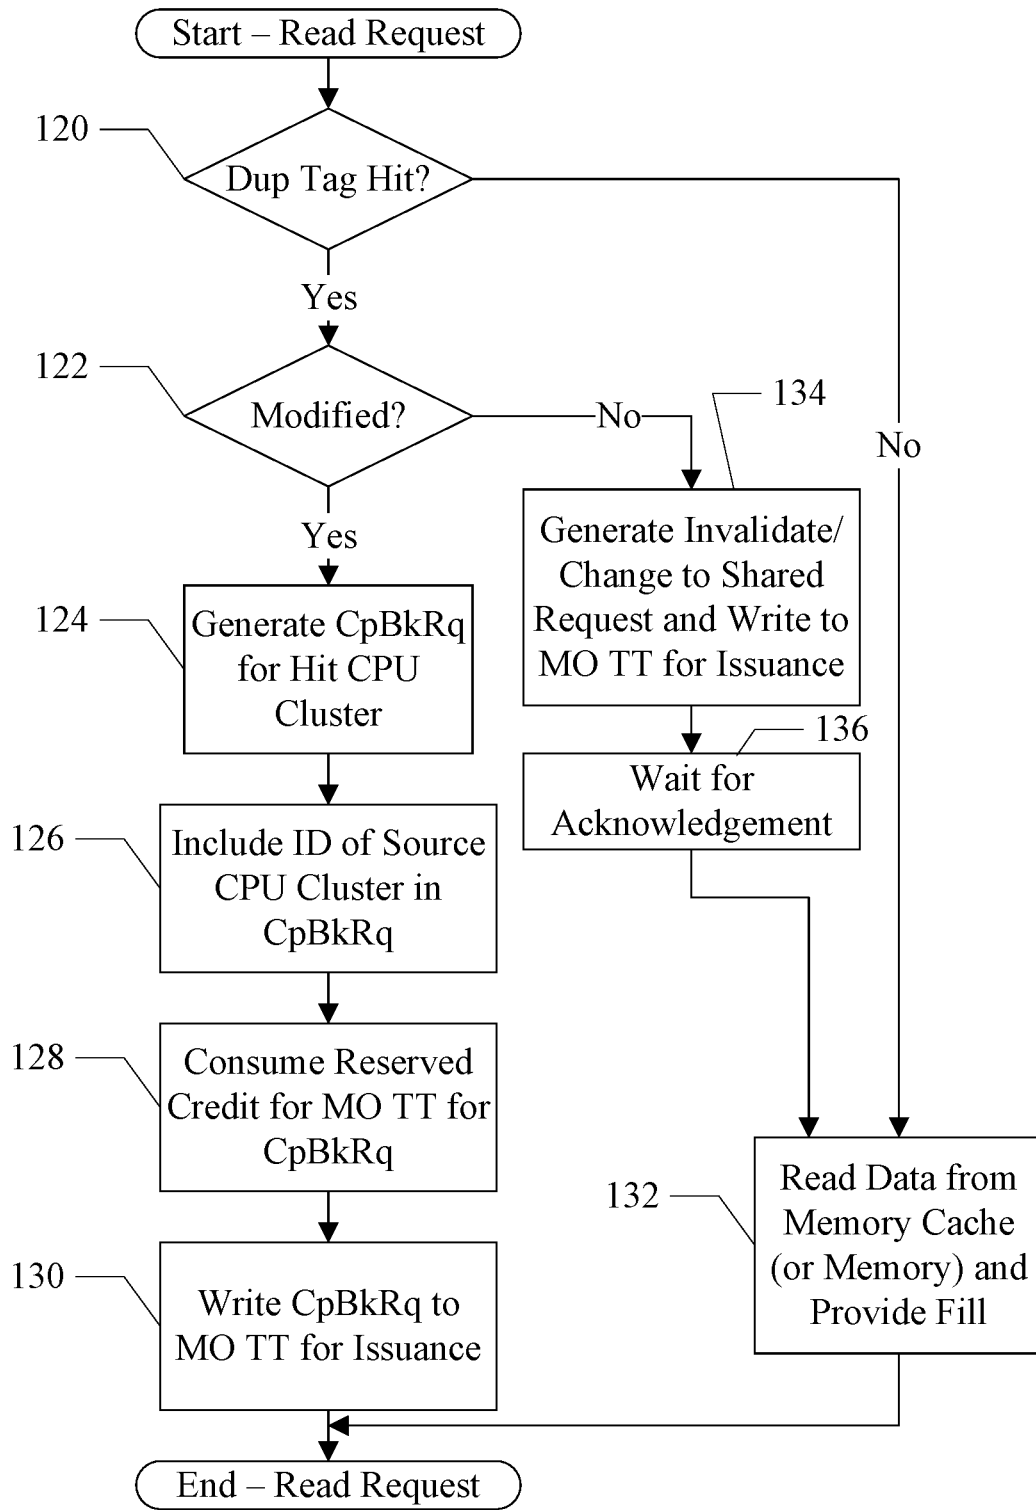 Start – Read Request
120
Dup Tag Hit?
Yes
122
Modified?
No
134
No
Yes
Generate Invalidate/
Change to Shared
Request and Write to
MO TT for Issuance
124
Generate CpBkRq
for Hit CPU
Cluster
136
Wait for
Acknowledgement
126
Include ID of Source
CPU Cluster in
CpBkRq
128
Consume Reserved
Credit for MO TT for
CpBkRq
132
Read Data from
Memory Cache
(or Memory) and
Provide Fill
130
Write CpBkRq to
MO TT for Issuance
End – Read Request